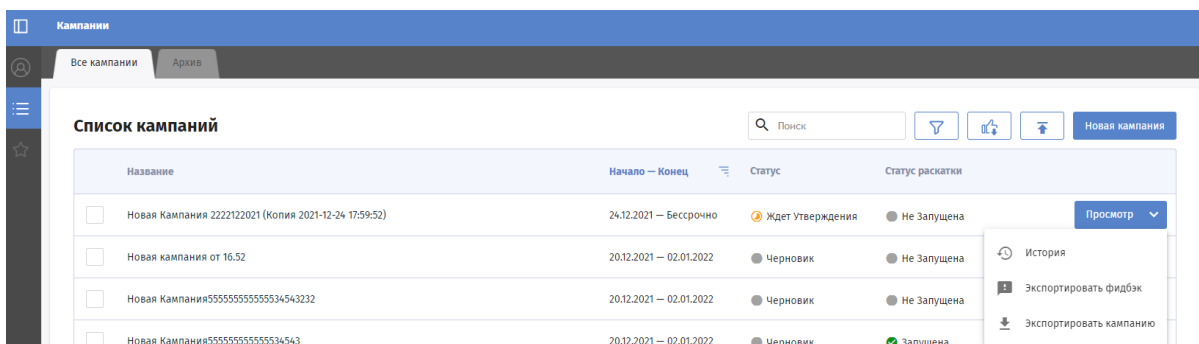 Кампании
Все кампании Архив
Список кампаний Поиск Новая кампания
Название Начало — Конец Статус Статус раскатки
Новая Кампания 2222122021 (Копия 2021-12-24 17:59:52) 24.12.2021 — Бессрочно Ждет Утверждения Не Запущена Просмотр
Новая кампания от 16.52 20.12.2021 — 02.01.2022 Черновик Не Запущена История
Экспортировать фидбэк
Новая Кампания555555555555534543232 20.12.2021 — 02.01.2022 Черновик Не Запущена
Экспортировать кампанию
Новая Кампания555555555555534543 20.12.2021 — 02.01.2022 Черновик Запущена